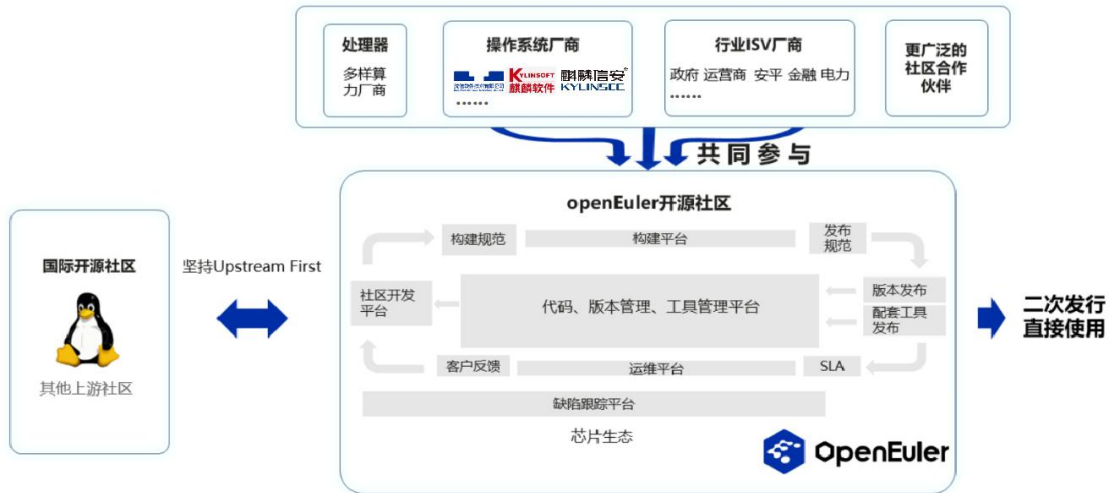 处理器
多样算
力厂商
操作系统厂商
KYLINSOFT
麒麟软件
麒麟信安
KYLINSEC
......
行业ISV厂商
政府 运营商 安平 金融 电力
......
更广泛的
社区合作
伙伴
共同参与
国际开源社区
其他上游社区
坚持Upstream First
openEuler开源社区
构建规范
构建平台
发布
规范
社区开发
平台
代码、版本管理、工具管理平台
版本发布
配套工具
发布
客户反馈
运维平台
SLA
缺陷跟踪平台
芯片生态
OpenEuler
二次发行
直接使用